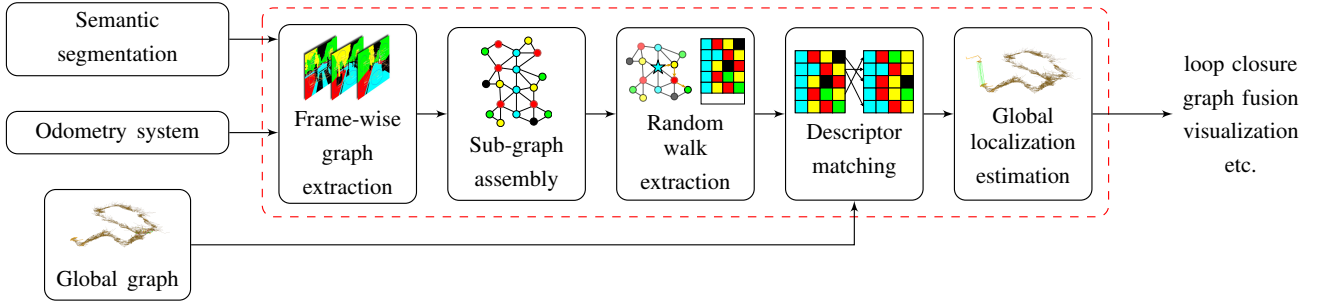 Semantic
segmentation
Odometry system
Global graph
Frame-wise
graph
extraction
Sub-graph
assembly
Random
walk
extraction
Descriptor
matching
Global
localization
estimation
loop closure
graph fusion
visualization
etc.